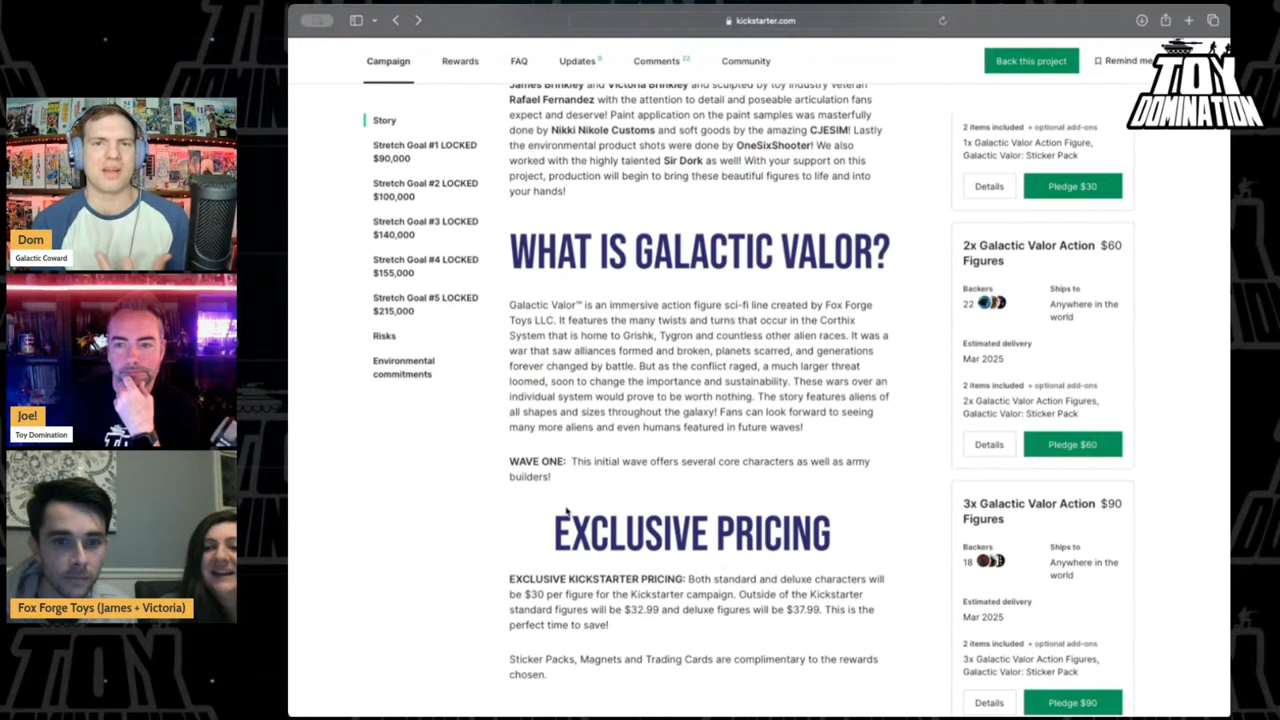 kickstarter.com
Campaign
Rewards
FAQ
Updates 0
Comments 22
Community
Back this project
Remind me
TOY
DOMINATION
Dom
Galactic Coward
Joe!
Toy Domination
Fox Forge Toys (James + Victoria)
Story
Stretch Goal #1 LOCKED
$90,000
Stretch Goal #2 LOCKED
$100,000
Stretch Goal #3 LOCKED
$140,000
Stretch Goal #4 LOCKED
$155,000
Stretch Goal #5 LOCKED
$215,000
Risks
Environmental
commitments
James Brinkley and Victoria Brinkley and sculpted by toy industry veteran
Rafael Fernandez with the attention to detail and poseable articulation fans
expect and deserve! Paint application on the paint samples was masterfully
done by Nikki Nikole Customs and soft goods by the amazing CJESIM! Lastly
the environmental product shots were done by OneSixShooter! We also
worked with the highly talented Sir Dork as well! With your support on this
project, production will begin to bring these beautiful figures to life and into
your hands!
WHAT IS GALACTIC VALOR?
Galactic Valor™ is an immersive action figure sci-fi line created by Fox Forge
Toys LLC. It features the many twists and turns that occur in the Corthix
System that is home to Grishk, Tygron and countless other alien races. It was a
war that saw alliances formed and broken, planets scarred, and generations
forever changed by battle. But as the conflict raged, a much larger threat
loomed, soon to change the importance and sustainability. These wars over an
individual system would prove to be worth nothing. The story features aliens of
all shapes and sizes throughout the galaxy! Fans can look forward to seeing
many more aliens and even humans featured in future waves!
WAVE ONE: This initial wave offers several core characters as well as army
builders!
EXCLUSIVE PRICING
EXCLUSIVE KICKSTARTER PRICING: Both standard and deluxe characters will
be $30 per figure for the Kickstarter campaign. Outside of the Kickstarter
standard figures will be $32.99 and deluxe figures will be $37.99. This is the
perfect time to save!
Sticker Packs, Magnets and Trading Cards are complimentary to the rewards
chosen.
2 items included + optional add-ons
1x Galactic Valor Action Figure,
Galactic Valor: Sticker Pack
Details
Pledge $30
2x Galactic Valor Action $60
Figures
Backers
22
Ships to
Anywhere in the
world
Estimated delivery
Mar 2025
2 items included + optional add-ons
2x Galactic Valor Action Figures,
Galactic Valor: Sticker Pack
Details
Pledge $60
3x Galactic Valor Action $90
Figures
Backers
18
Ships to
Anywhere in the
world
Estimated delivery
Mar 2025
2 items included + optional add-ons
3x Galactic Valor Action Figures,
Galactic Valor: Sticker Pack
Details
Pledge $90